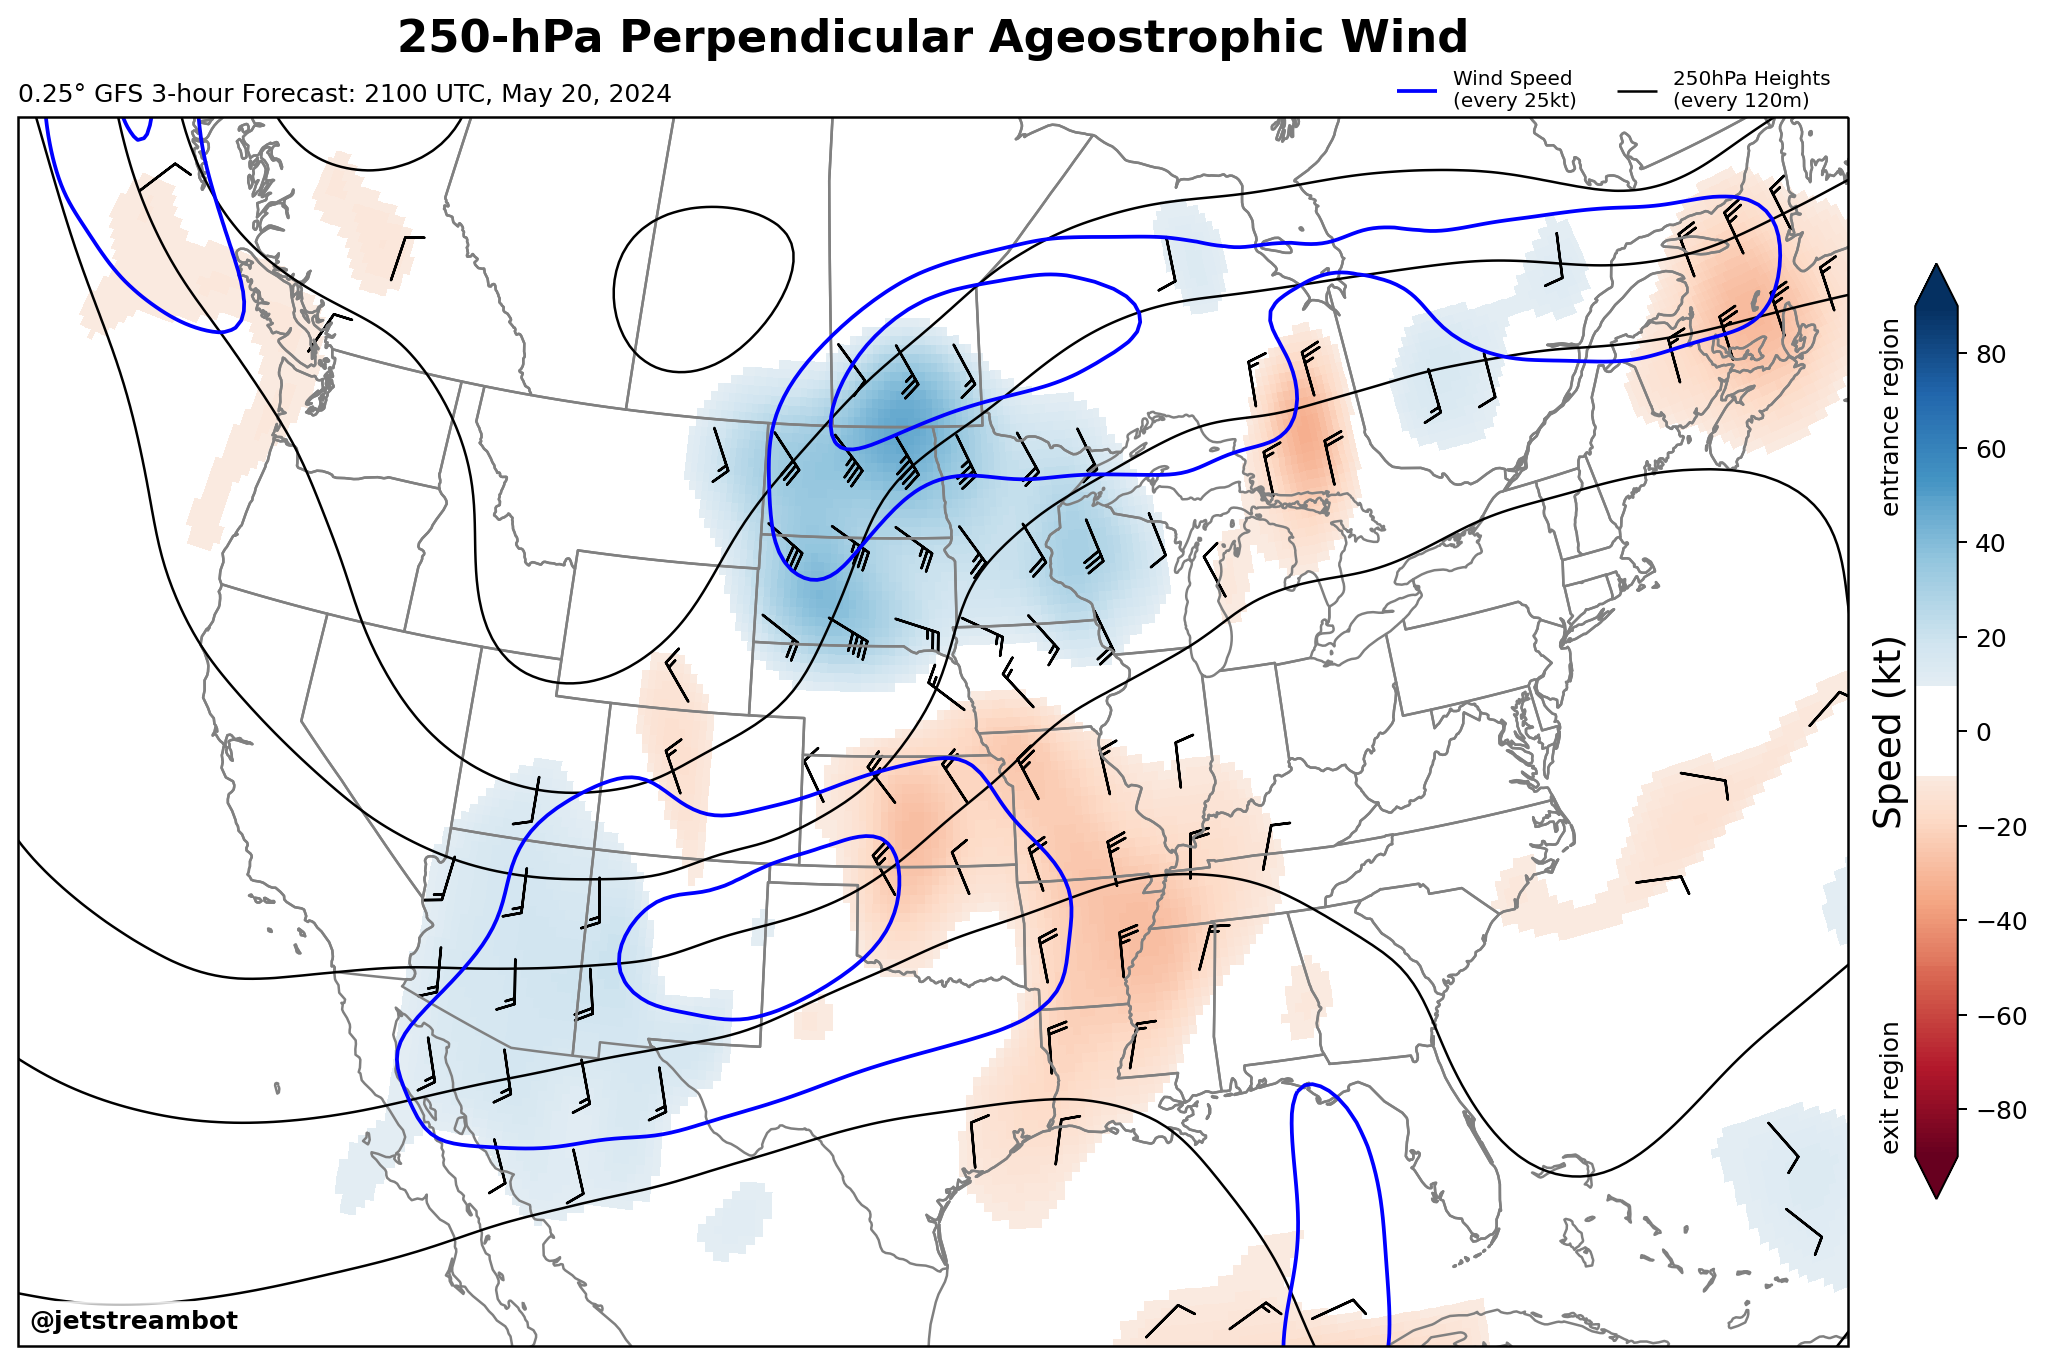 250-hPa Perpendicular Ageostrophic Wind
0.25° GFS 3-hour Forecast: 2100 UTC, May 20, 2024
Wind Speed
(every 25kt)
250hPa Heights
(every 120m)
entrance region
Speed (kt)
exit region
80
60
40
20
0
−20
−40
−60
−80
@jetstreambot